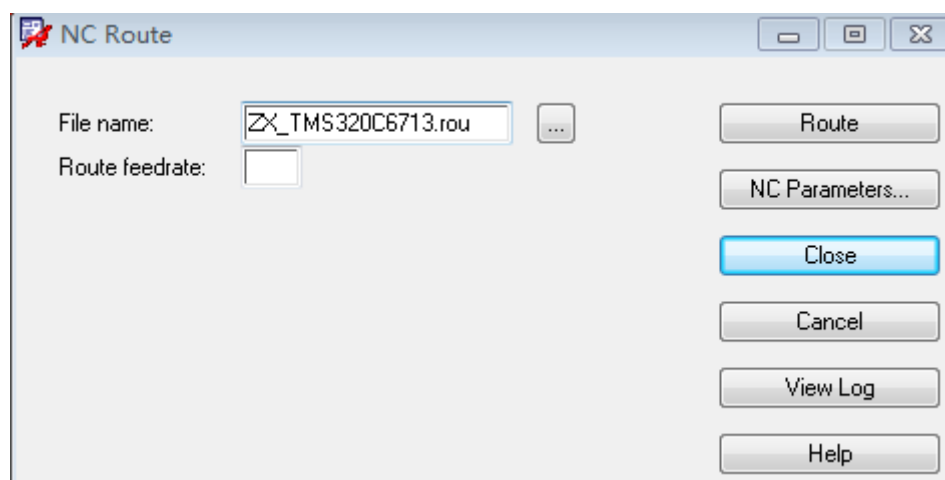 NC Route
File name: ZX_TMS320C6713.rou ... Route
Route feedrate:
NC Parameters...
Close
Cancel
View Log
Help